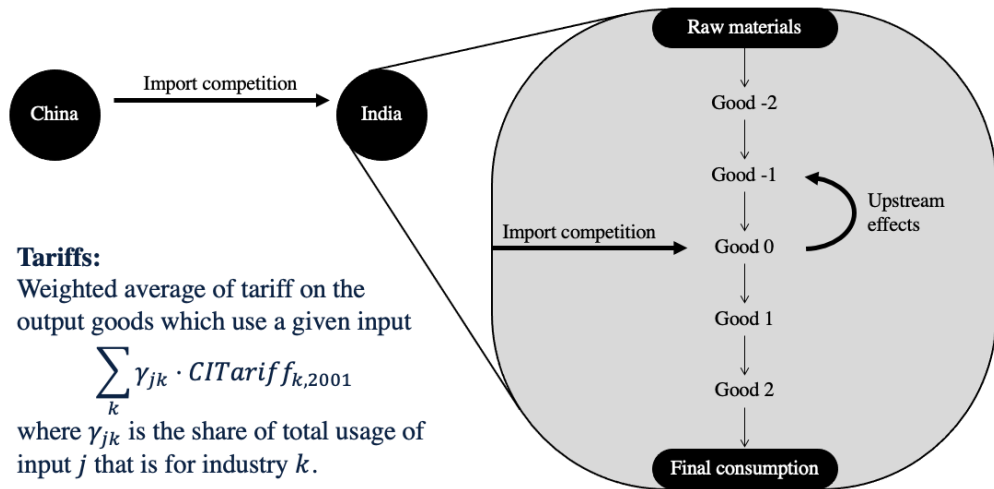 China
Import competition
India
Tariffs:
Weighted average of tariff on the
output goods which use a given input
∑ₖ γⱼₖ · CITariffₖ,₂₀₀₁
where γⱼₖ is the share of total usage of
input j that is for industry k.
Raw materials
Good -2
Good -1
Upstream
effects
Import competition
Good 0
Good 1
Good 2
Final consumption